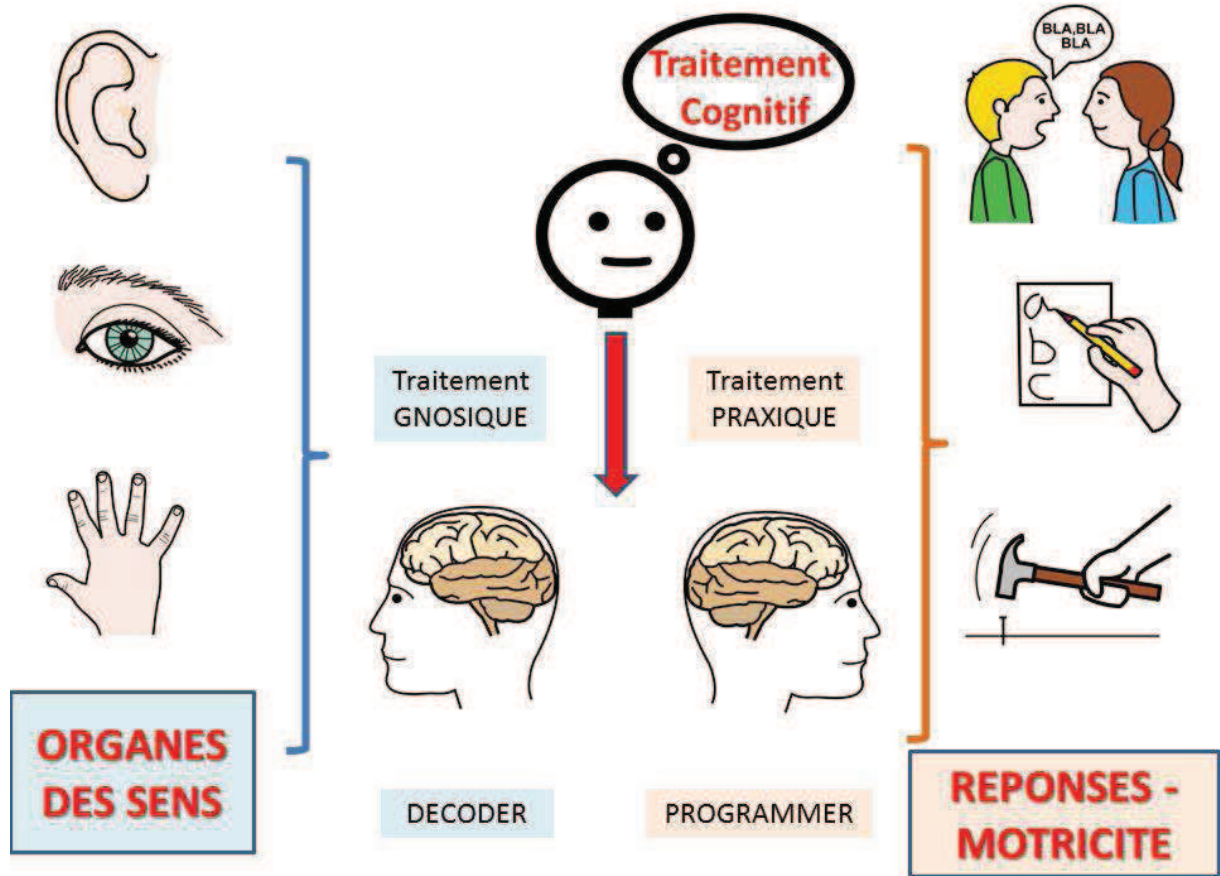 BLA,BLA
BLA
Traitement
Cognitif
Traitement
GNOSIQUE
Traitement
PRAXIQUE
ORGANES
DES SENS
DECODER
PROGRAMMER
REPONSES -
MOTRICITE